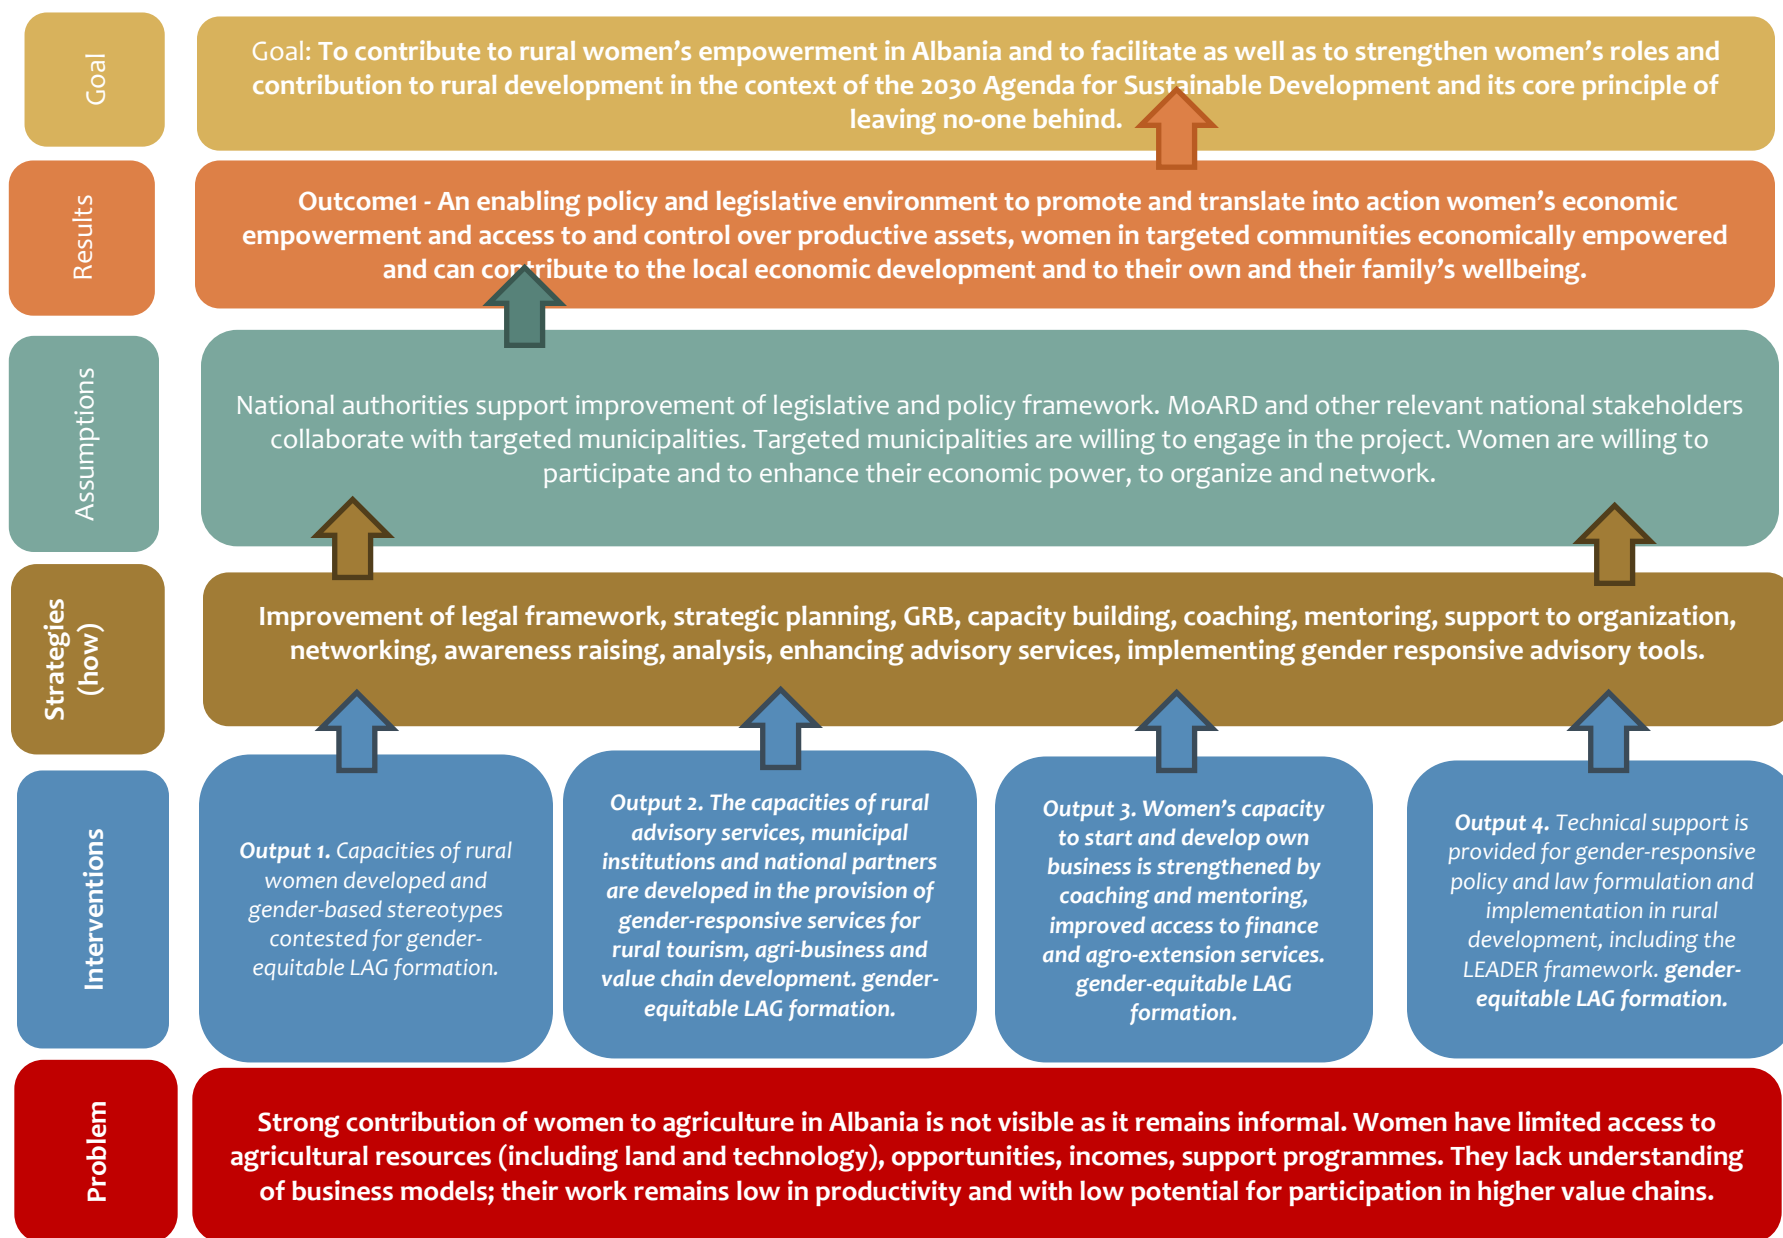 Goal
Goal: To contribute to rural women’s empowerment in Albania and to facilitate as well as to strengthen women’s roles and
contribution to rural development in the context of the 2030 Agenda for Sustainable Development and its core principle of
leaving no-one behind.
Results
Outcome1 - An enabling policy and legislative environment to promote and translate into action women’s economic
empowerment and access to and control over productive assets, women in targeted communities economically empowered
and can contribute to the local economic development and to their own and their family’s wellbeing.
Assumptions
National authorities support improvement of legislative and policy framework. MoARD and other relevant national stakeholders
collaborate with targeted municipalities. Targeted municipalities are willing to engage in the project. Women are willing to
participate and to enhance their economic power, to organize and network.
Strategies
(how)
Improvement of legal framework, strategic planning, GRB, capacity building, coaching, mentoring, support to organization,
networking, awareness raising, analysis, enhancing advisory services, implementing gender responsive advisory tools.
Interventions
Output 1. Capacities of rural
women developed and
gender-based stereotypes
contested for gender-
equitable LAG formation.
Output 2. The capacities of rural
advisory services, municipal
institutions and national partners
are developed in the provision of
gender-responsive services for
rural tourism, agri-business and
value chain development. gender-
equitable LAG formation.
Output 3. Women’s capacity
to start and develop own
business is strengthened by
coaching and mentoring,
improved access to finance
and agro-extension services.
gender-equitable LAG
formation.
Output 4. Technical support is
provided for gender-responsive
policy and law formulation and
implementation in rural
development, including the
LEADER framework. gender-
equitable LAG formation.
Problem
Strong contribution of women to agriculture in Albania is not visible as it remains informal. Women have limited access to
agricultural resources (including land and technology), opportunities, incomes, support programmes. They lack understanding
of business models; their work remains low in productivity and with low potential for participation in higher value chains.